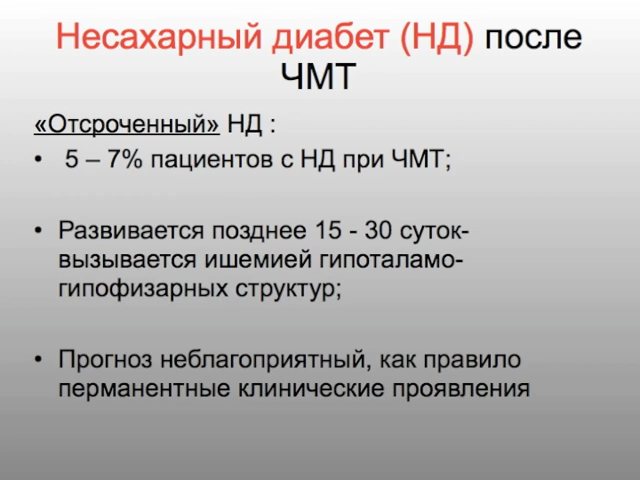 Несахарный диабет (НД) после
ЧМТ
«Отсроченный» НД :
• 5 – 7% пациентов с НД при ЧМТ;
• Развивается позднее 15 - 30 суток-
вызывается ишемией гипоталамо-
гипофизарных структур;
• Прогноз неблагоприятный, как правило
перманентные клинические проявления